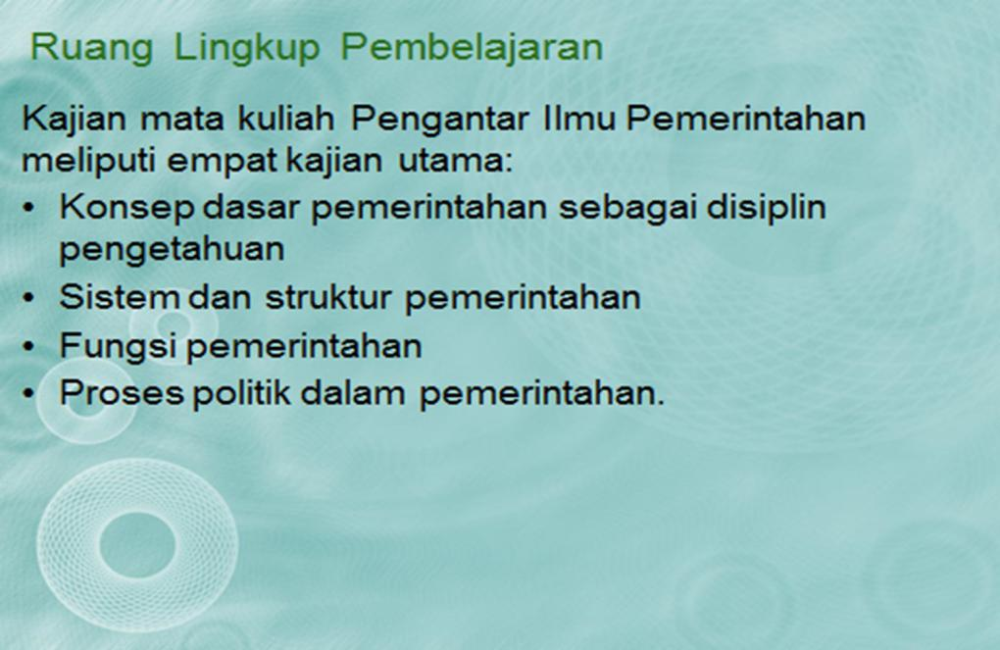 Ruang Lingkup Pembelajaran
Kajian mata kuliah Pengantar Ilmu Pemerintahan
meliputi empat kajian utama:
• Konsep dasar pemerintahan sebagai disiplin
pengetahuan
• Sistem dan struktur pemerintahan
• Fungsi pemerintahan
• Proses politik dalam pemerintahan.